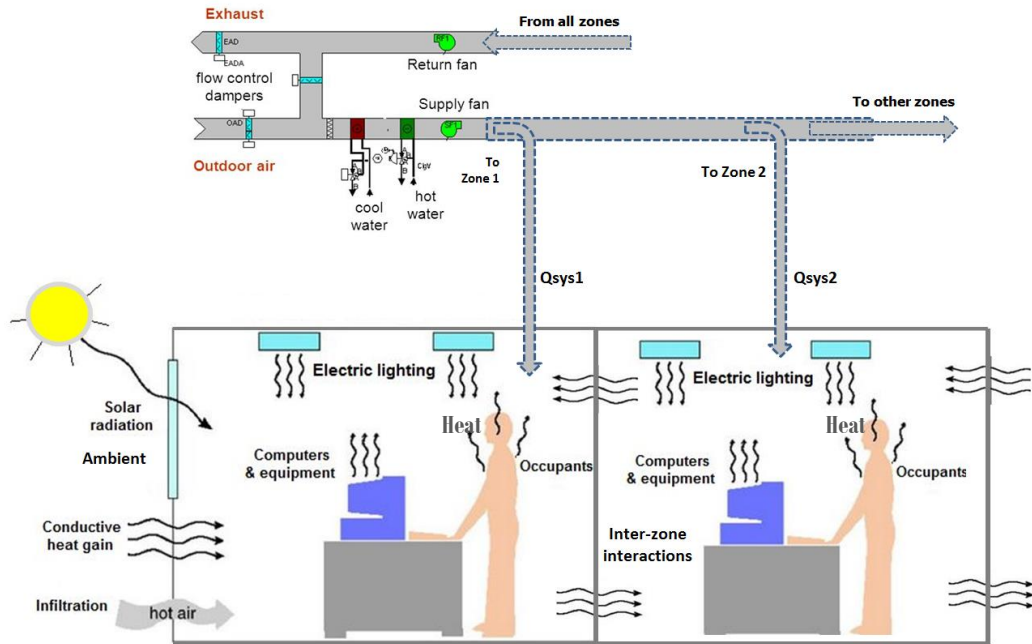 Exhaust
From all zones
EAD
EADA
Return fan
flow control
dampers
Supply fan
To other zones
OAD
Outdoor air
To
Zone 1
To Zone 2
A
B
A
B
cool
water
hot
water
Qsys1
Qsys2
Electric lighting
Electric lighting
Solar
radiation
Ambient
Heat
Heat
Computers
& equipment
Occupants
Computers
& equipment
Occupants
Conductive
heat gain
Inter-zone
interactions
Infiltration
hot air